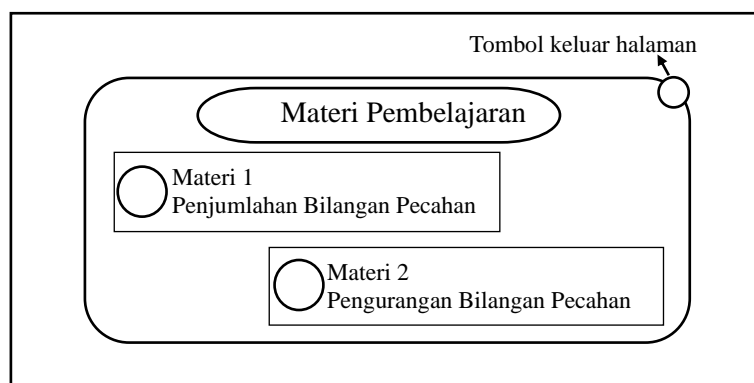 Tombol keluar halaman
Materi Pembelajaran
Materi 1
Penjumlahan Bilangan Pecahan
Materi 2
Pengurangan Bilangan Pecahan